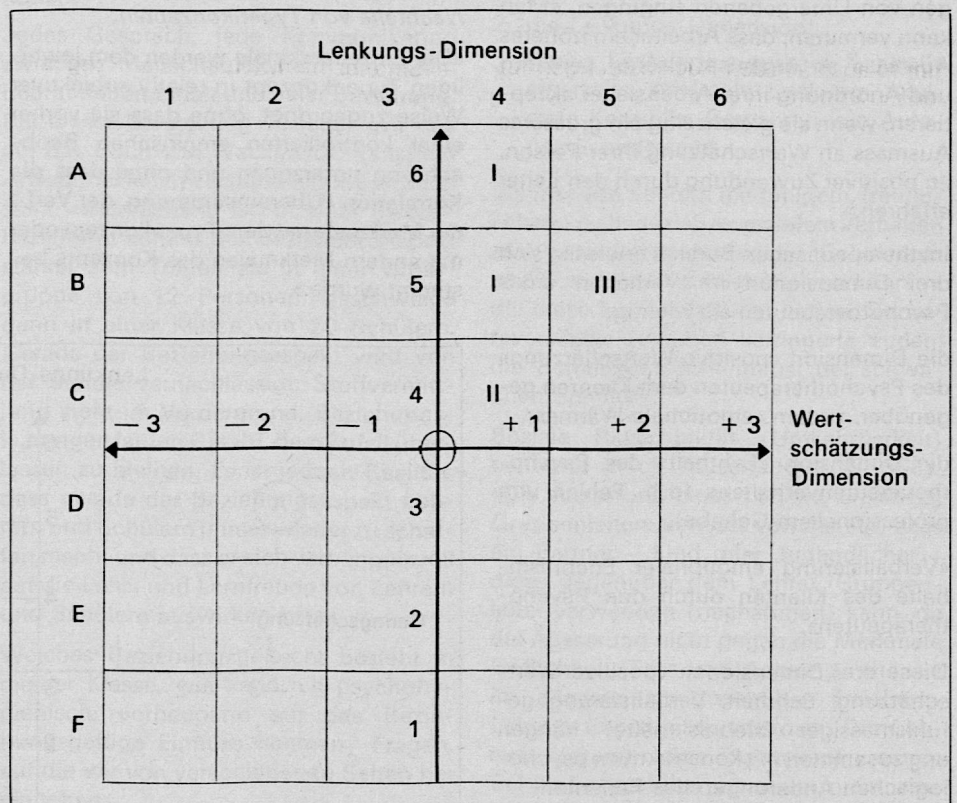 Lenkungs-Dimension
1 2 3 4 5 6
A 6 I
B 5 I III
C 4 II
− 3 − 2 − 1 + 1 + 2 + 3 Wert-
schätzungs-
Dimension
D 3
E 2
F 1